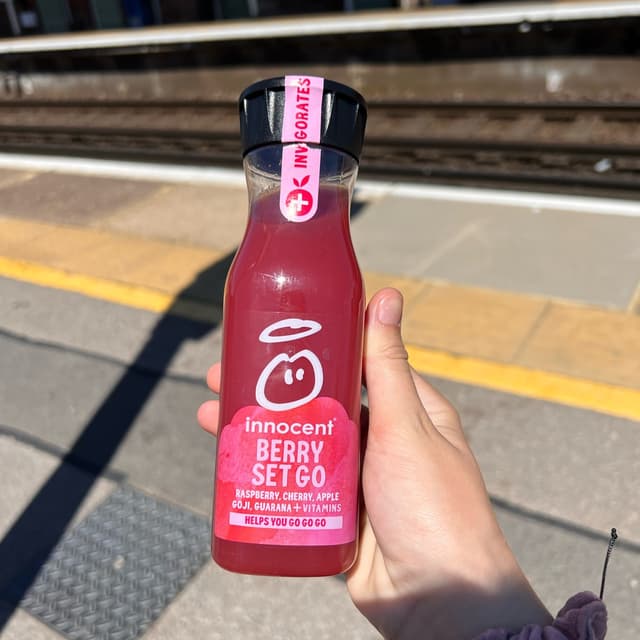 INVIGORATES
innocent
BERRY
SET GO
RASPBERRY, CHERRY, APPLE
GOJI, GUARANA + VITAMINS
HELPS YOU GO GO GO